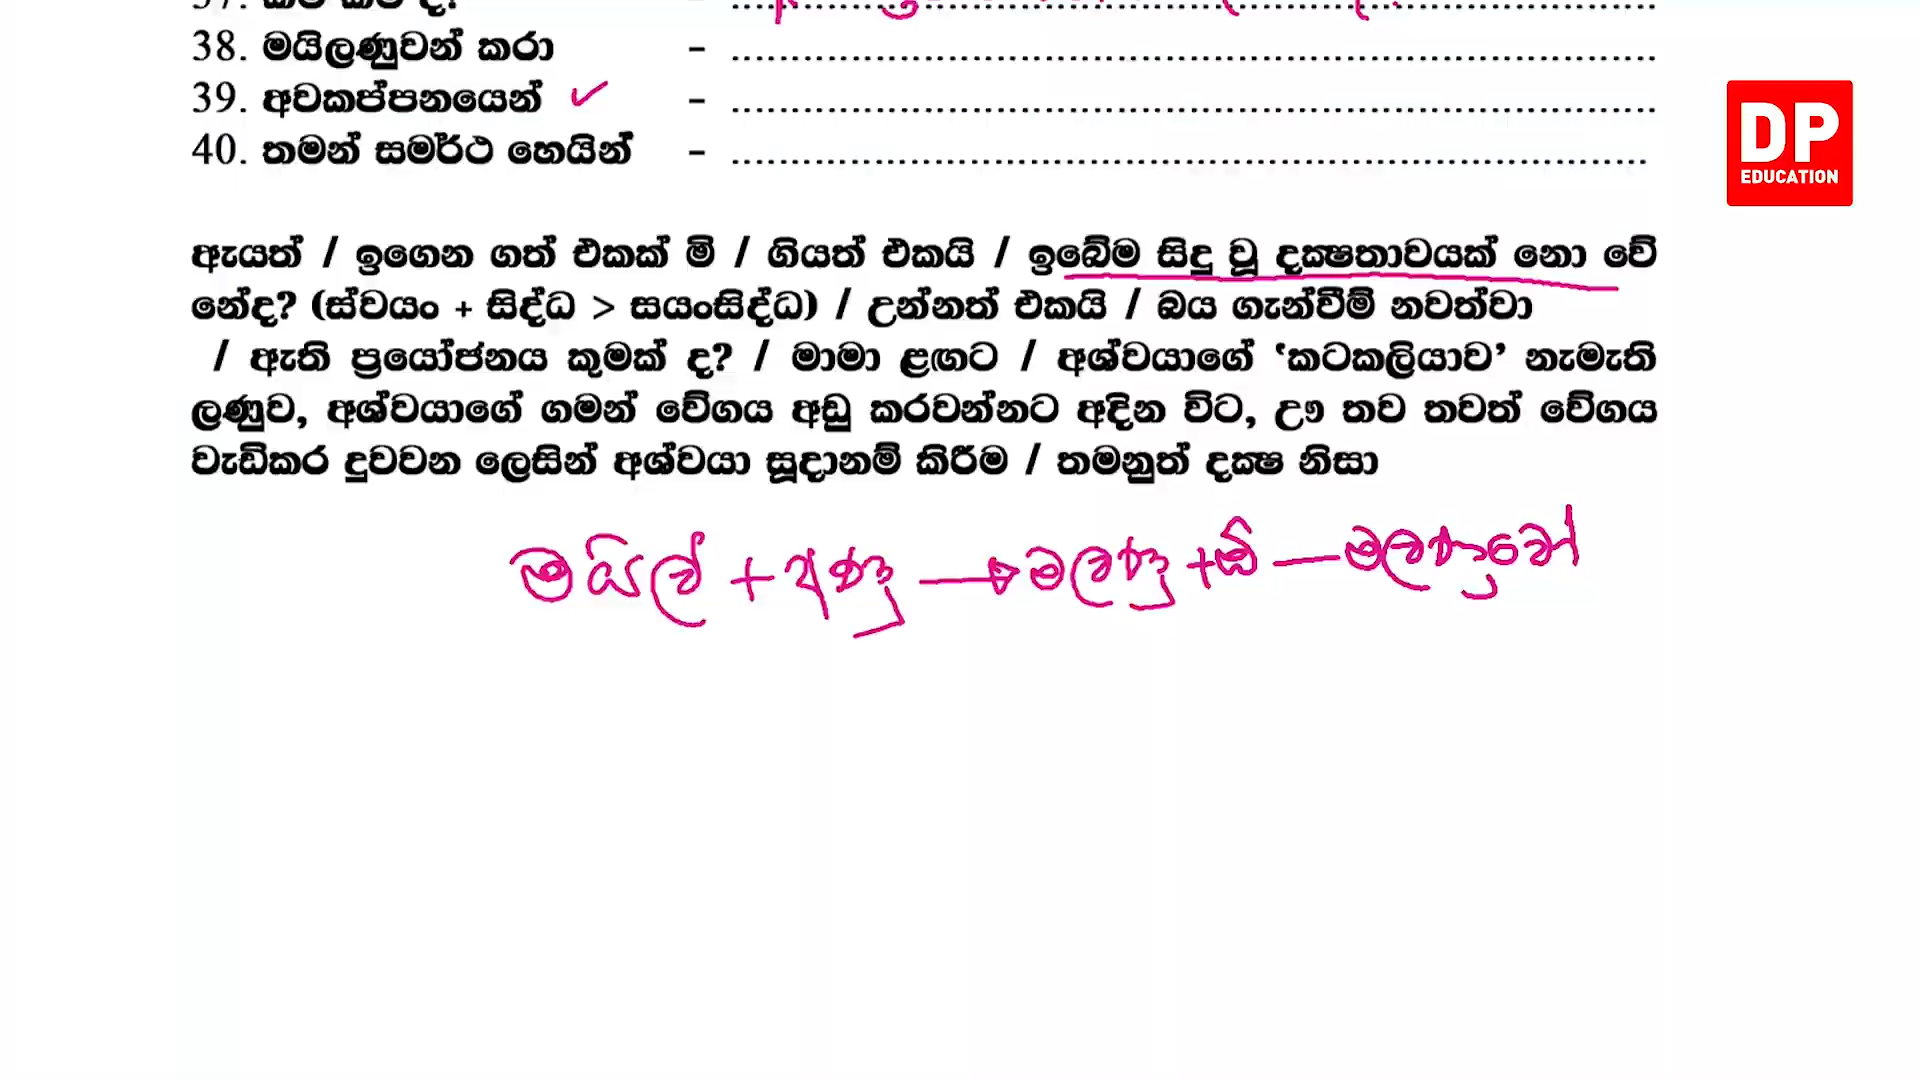 38. මයිලණුවන් කරා - ........................
39. අවකප්පනයෙන් ✓ - ........................
40. තමන් සමර්ථ හෙයින් - ........................
DP
EDUCATION
ඇයත් / ඉගෙන ගත් එකක් මි / ගියත් එකයි / ඉබේම සිදු වූ දක්‍ෂතාවයක් නො වේ
නේද? (ස්වයං + සිද්ධ > සයංසිද්ධ) / උන්නත් එකයි / බය ගැන්වීම් නවත්වා
/ ඇති ප්‍රයෝජනය කුමක් ද? / මාමා ළඟට / අශ්වයාගේ ‘කටකලියාව’ නැමැති
ලණුව, අශ්වයාගේ ගමන් වේගය අඩු කරවන්නට අදින විට, ඌ තව තවත් වේගය
වැඩිකර දුවවන ලෙසින් අශ්වයා සූදානම් කිරීම / තමනුත් දක්‍ෂ නිසා
මයිල් + අණු